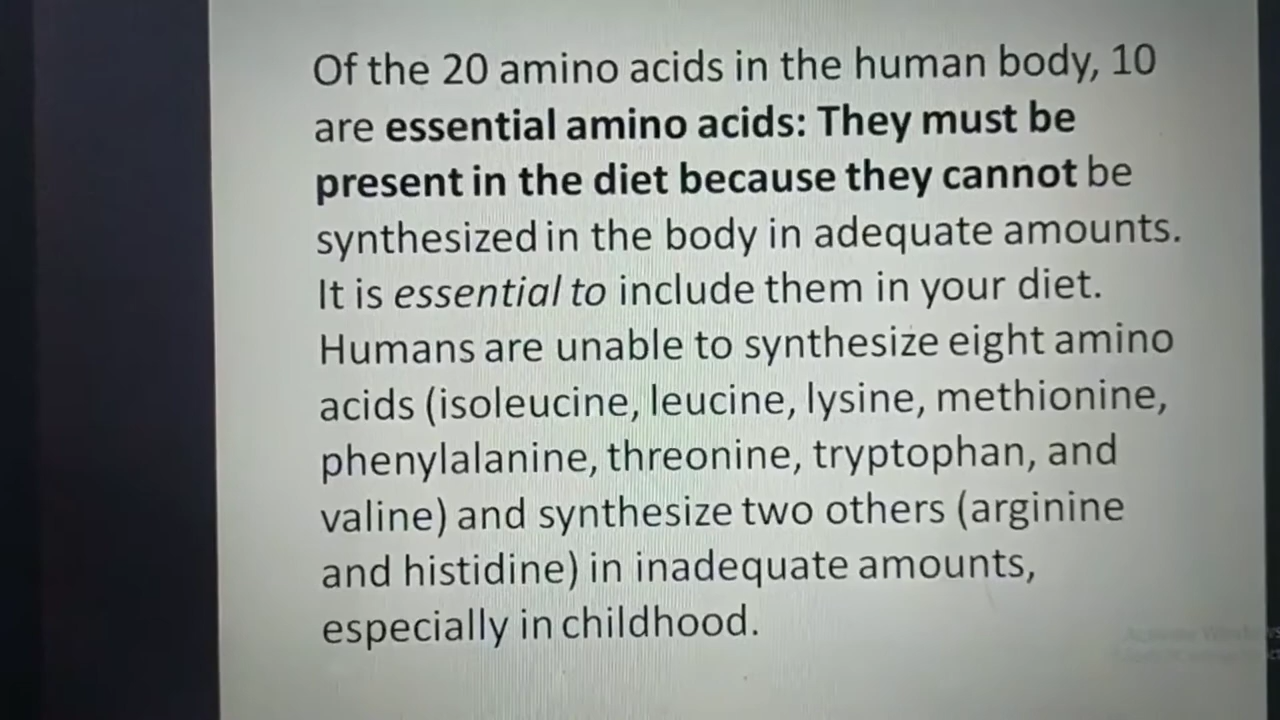 Of the 20 amino acids in the human body, 10
are essential amino acids: They must be
present in the diet because they cannot be
synthesized in the body in adequate amounts.
It is essential to include them in your diet.
Humans are unable to synthesize eight amino
acids (isoleucine, leucine, lysine, methionine,
phenylalanine, threonine, tryptophan, and
valine) and synthesize two others (arginine
and histidine) in inadequate amounts,
especially in childhood.